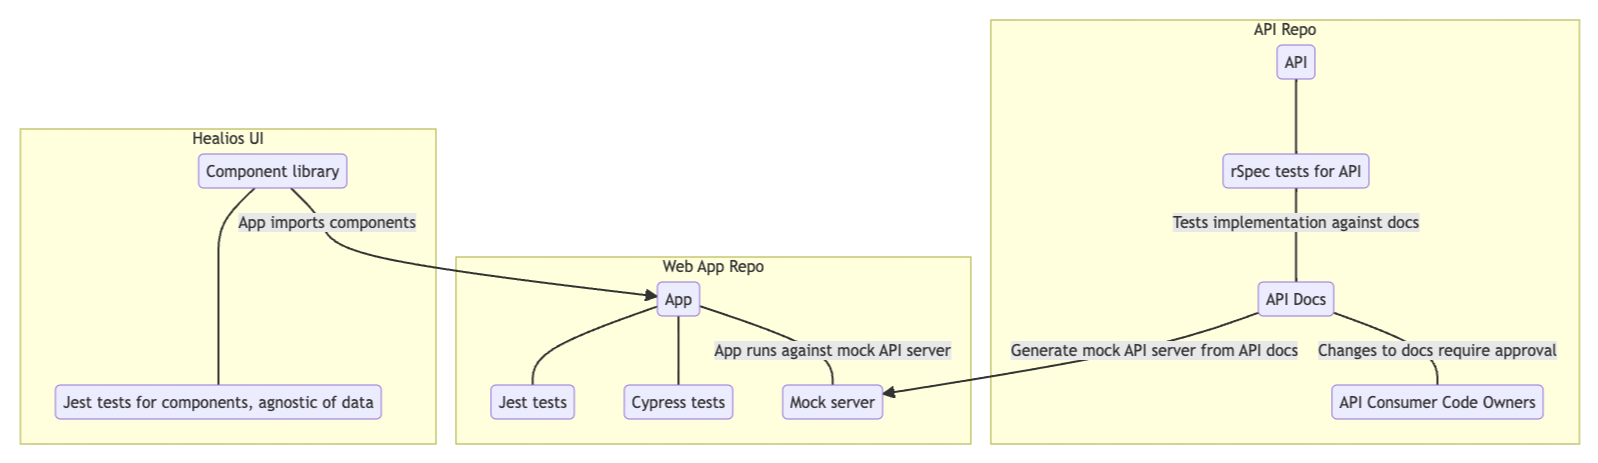 Healios UI
Component library
App imports components
Jest tests for components, agnostic of data
Web App Repo
App
App runs against mock API server
Jest tests
Cypress tests
Mock server
API Repo
API
rSpec tests for API
Tests implementation against docs
API Docs
Generate mock API server from API docs
Changes to docs require approval
API Consumer Code Owners